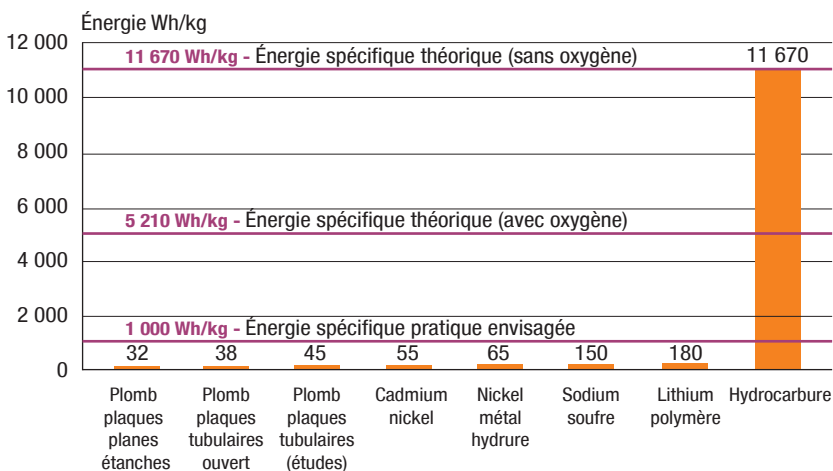 Énergie Wh/kg
12 000
11 670 Wh/kg - Énergie spécifique théorique (sans oxygène)
11 670
10 000
8 000
6 000
5 210 Wh/kg - Énergie spécifique théorique (avec oxygène)
4 000
2 000
1 000 Wh/kg - Énergie spécifique pratique envisagée
0
32 38 45 55 65 150 180
Plomb
plaques
planes
étanches
Plomb
plaques
tubulaires
ouvert
Plomb
plaques
tubulaires
(études)
Cadmium
nickel
Nickel
métal
hydrure
Sodium
soufre
Lithium
polymère
Hydrocarbure